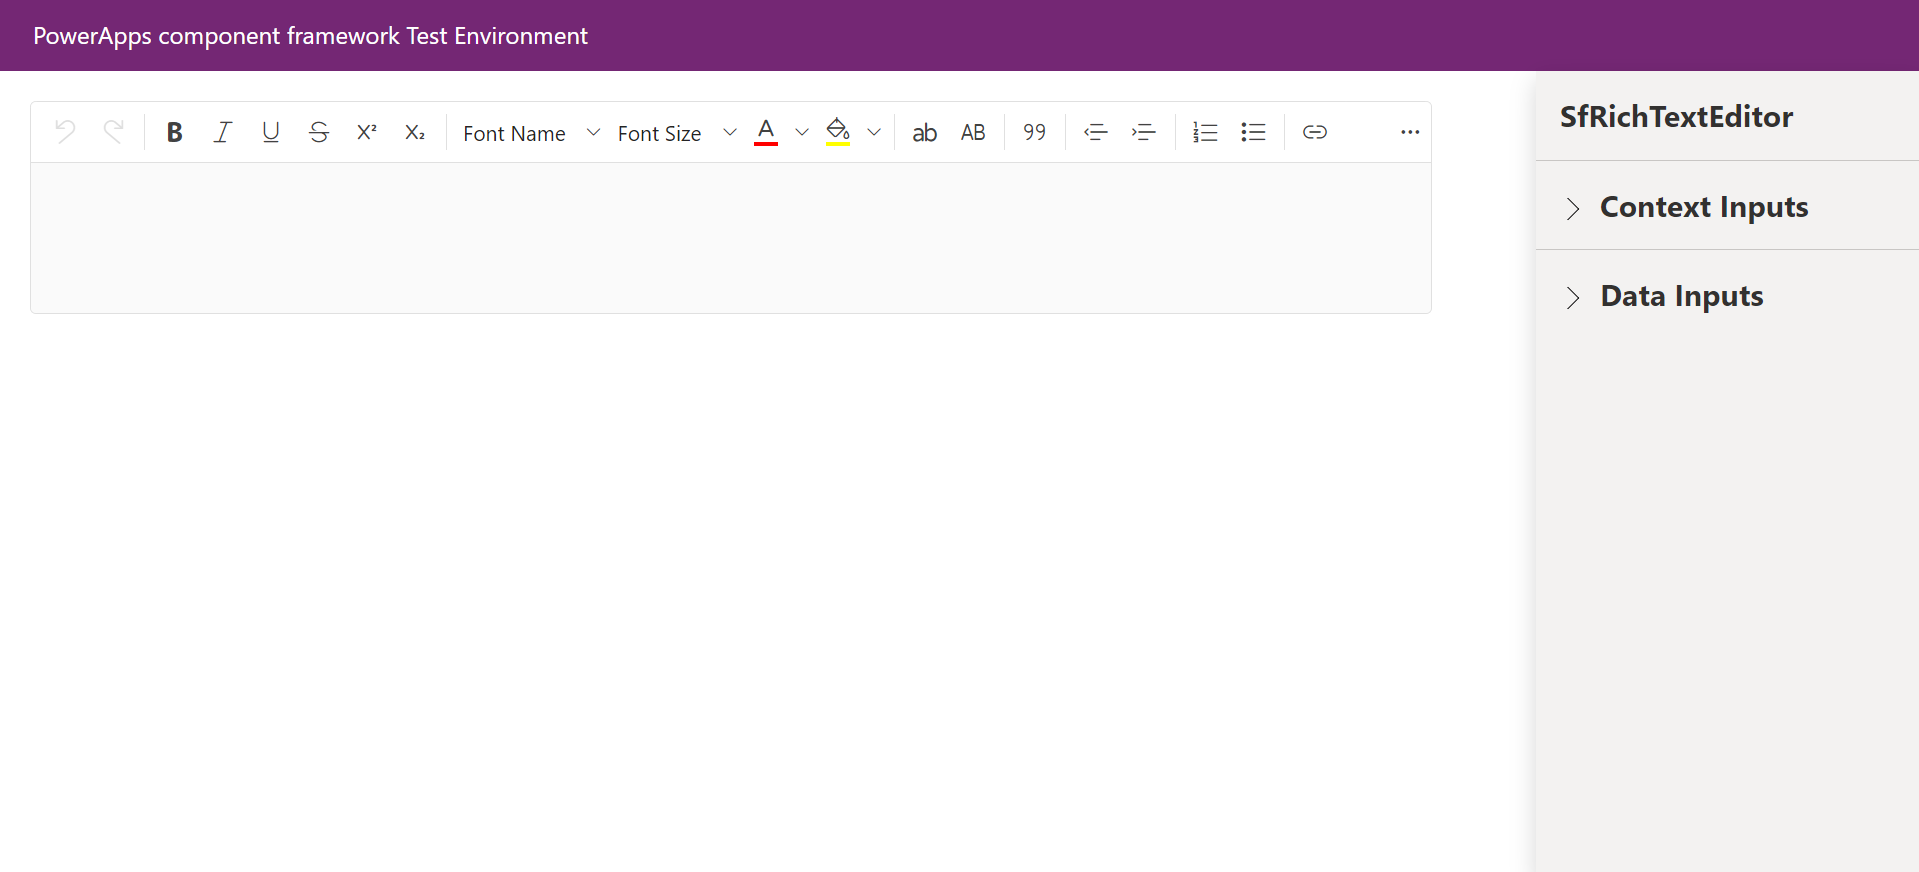 PowerApps component framework Test Environment
B I U S X² X₂ Font Name Font Size A ab AB 99
SfRichTextEditor
Context Inputs
Data Inputs